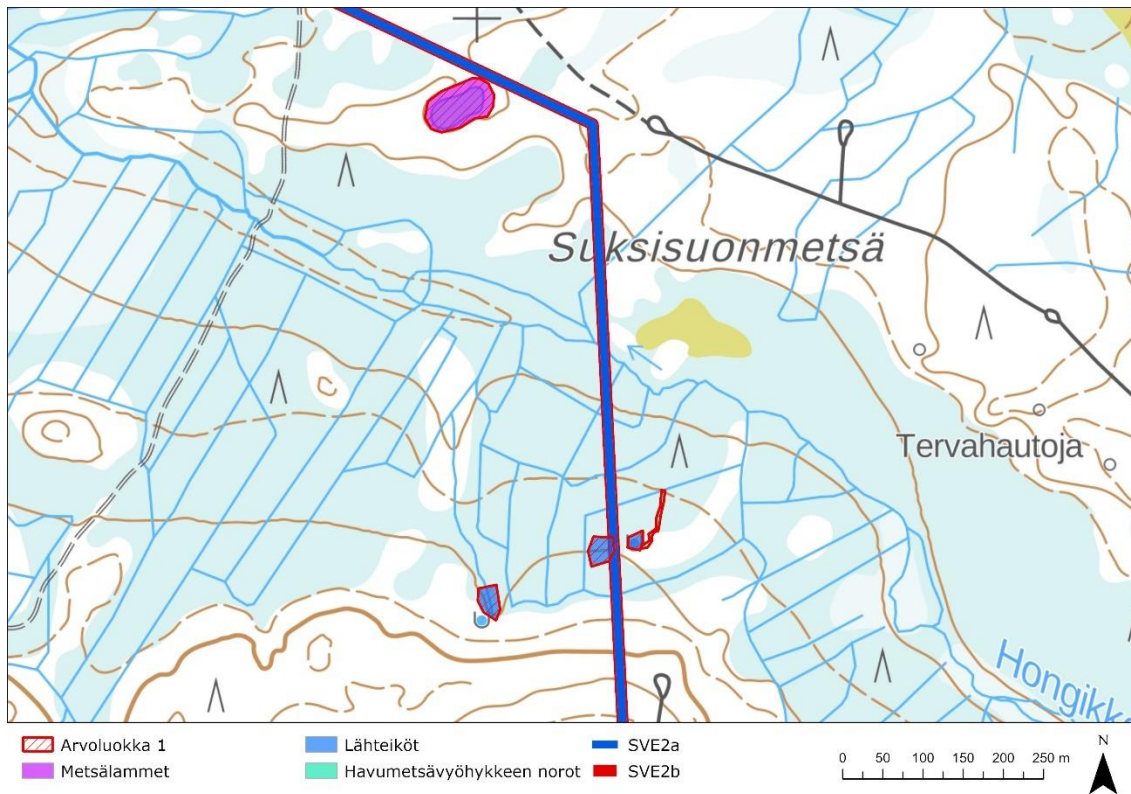 Suksisuonmetsä
Tervahautoja
Hongikk
Arvoluokka 1
Metsälammet
Lähteiköt
Havumetsävyöhykkeen norot
SVE2a
SVE2b
0 50 100 150 200 250 m
N